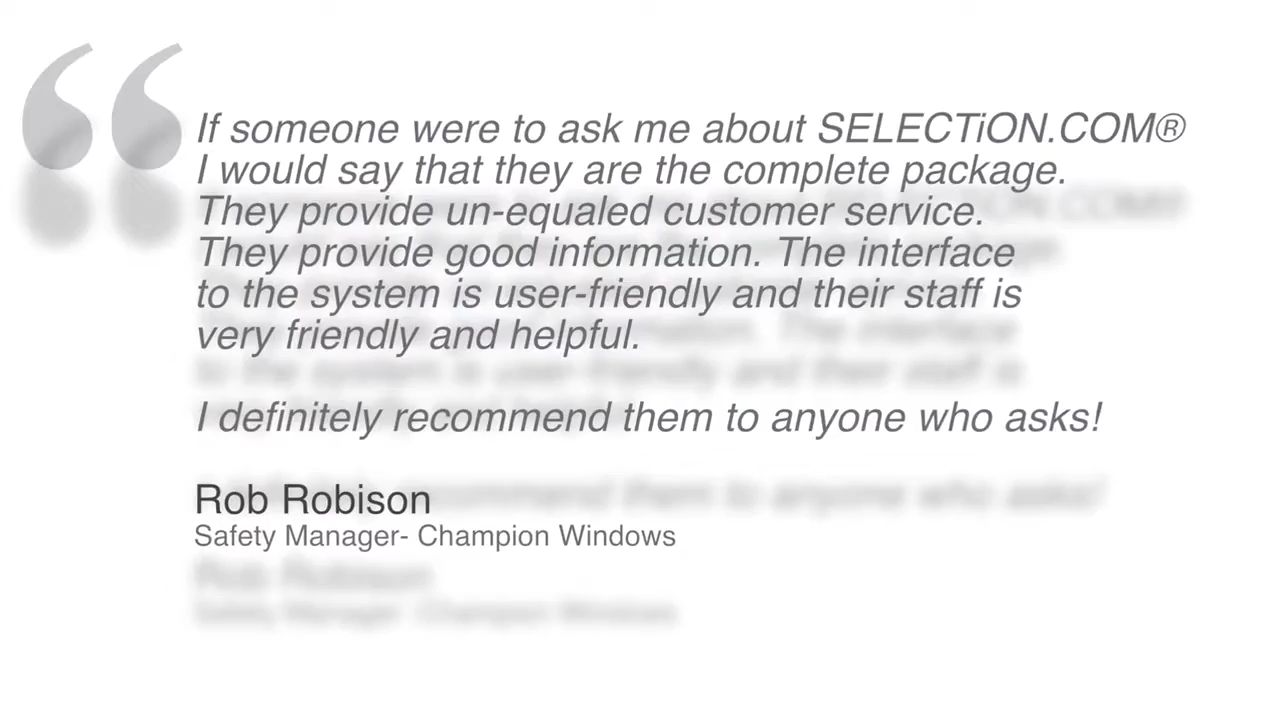 If someone were to ask me about SELECTiON.COM®
I would say that they are the complete package.
They provide un-equaled customer service.
They provide good information. The interface
to the system is user-friendly and their staff is
very friendly and helpful.
I definitely recommend them to anyone who asks!
Rob Robison
Safety Manager- Champion Windows